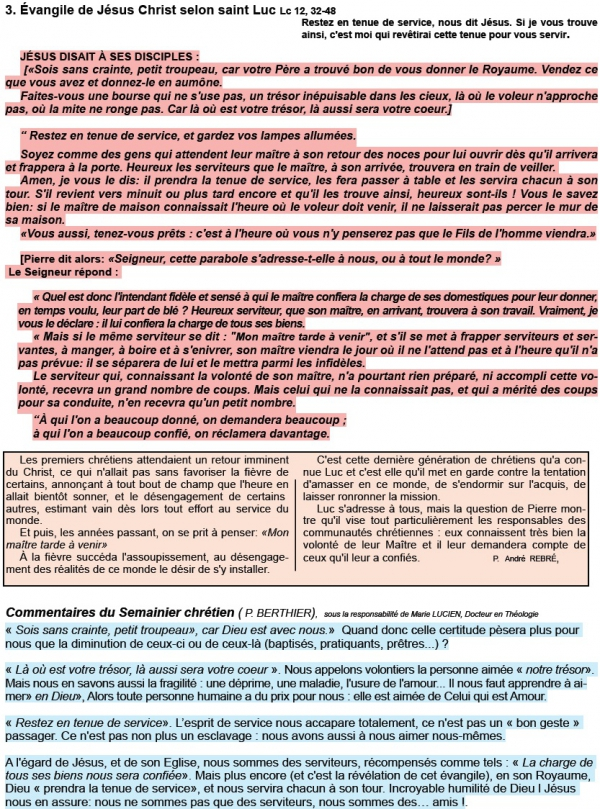 3. Évangile de Jésus Christ selon saint Luc Lc 12, 32-48
Restez en tenue de service, nous dit Jésus. Si je vous trouve
ainsi, c'est moi qui revêtirai cette tenue pour vous servir.
JÉSUS DISAIT À SES DISCIPLES :
[«Sois sans crainte, petit troupeau, car votre Père a trouvé bon de vous donner le Royaume. Vendez ce
que vous avez et donnez-le en aumône.
Faites-vous une bourse qui ne s'use pas, un trésor inépuisable dans les cieux, là où le voleur n'approche
pas, où la mite ne ronge pas. Car là où est votre trésor, là aussi sera votre coeur.]
“ Restez en tenue de service, et gardez vos lampes allumées.
Soyez comme des gens qui attendent leur maître à son retour des noces pour lui ouvrir dès qu'il arrivera
et frappera à la porte. Heureux les serviteurs que le maître, à son arrivée, trouvera en train de veiller.
Amen, je vous le dis: il prendra la tenue de service, les fera passer à table et les servira chacun à son
tour. S'il revient vers minuit ou plus tard encore et qu'il les trouve ainsi, heureux sont-ils ! Vous le savez
bien: si le maître de maison connaissait l'heure où le voleur doit venir, il ne laisserait pas percer le mur de
sa maison.
«Vous aussi, tenez-vous prêts : c'est à l'heure où vous n'y penserez pas que le Fils de l'homme viendra.»
[Pierre dit alors: «Seigneur, cette parabole s'adresse-t-elle à nous, ou à tout le monde? »
Le Seigneur répond :
« Quel est donc l'intendant fidèle et sensé à qui le maître confiera la charge de ses domestiques pour leur donner,
en temps voulu, leur part de blé ? Heureux serviteur, que son maître, en arrivant, trouvera à son travail. Vraiment, je
vous le déclare : il lui confiera la charge de tous ses biens.
« Mais si le même serviteur se dit : "Mon maître tarde à venir", et s'il se met à frapper serviteurs et ser-
vantes, à manger, à boire et à s'enivrer, son maître viendra le jour où il ne l'attend pas et à l'heure qu'il n'a
pas prévue: il se séparera de lui et le mettra parmi les infidèles.
Le serviteur qui, connaissant la volonté de son maître, n'a pourtant rien préparé, ni accompli cette vo-
lonté, recevra un grand nombre de coups. Mais celui qui ne la connaissait pas, et qui a mérité des coups
pour sa conduite, n'en recevra qu'un petit nombre.
“À qui l'on a beaucoup donné, on demandera beaucoup ;
à qui l'on a beaucoup confié, on réclamera davantage.
Les premiers chrétiens attendaient un retour imminent
du Christ, ce qui n'allait pas sans favoriser la fièvre de
certains, annonçant à tout bout de champ que l'heure en
allait bientôt sonner, et le désengagement de certains
autres, estimant vain dès lors tout effort au service du
monde.
Et puis, les années passant, on se prit à penser: «Mon
maître tarde à venir»
À la fièvre succéda l'assoupissement, au désengage-
ment des réalités de ce monde le désir de s'y installer.
C'est cette dernière génération de chrétiens qu'a con-
nue Luc et c'est elle qu'il met en garde contre la tentation
d'amasser en ce monde, de s'endormir sur l'acquis, de
laisser ronronner la mission.
Luc s'adresse à tous, mais la question de Pierre mon-
tre qu'il vise tout particulièrement les responsables des
communautés chrétiennes : eux connaissent très bien la
volonté de leur Maître et il leur demandera compte de
ceux qu'il leur a confiés. P. André REBRÉ,
Commentaires du Semainier chrétien ( P. BERTHIER), sous la responsabilité de Marie LUCIEN, Docteur en Théologie
« Sois sans crainte, petit troupeau», car Dieu est avec nous.» Quand donc celle certitude pèsera plus pour
nous que la diminution de ceux-ci ou de ceux-là (baptisés, pratiquants, prêtres...) ?
« Là où est votre trésor, là aussi sera votre coeur ». Nous appelons volontiers la personne aimée « notre trésor».
Mais nous en savons aussi la fragilité : une déprime, une maladie, l'usure de l'amour... Il nous faut apprendre à ai-
mer» en Dieu», Alors toute personne humaine a du prix pour nous : elle est aimée de Celui qui est Amour.
« Restez en tenue de service». L'esprit de service nous accapare totalement, ce n'est pas un « bon geste »
passager. Ce n'est pas non plus un esclavage : nous avons aussi à nous aimer nous-mêmes.
A l'égard de Jésus, et de son Eglise, nous sommes des serviteurs, récompensés comme tels : « La charge de
tous ses biens nous sera confiée». Mais plus encore (et c'est la révélation de cet évangile), en son Royaume,
Dieu « prendra la tenue de service», et nous servira chacun à son tour. Incroyable humilité de Dieu ! Jésus
nous en assure: nous ne sommes pas que des serviteurs, nous sommes des… amis !.